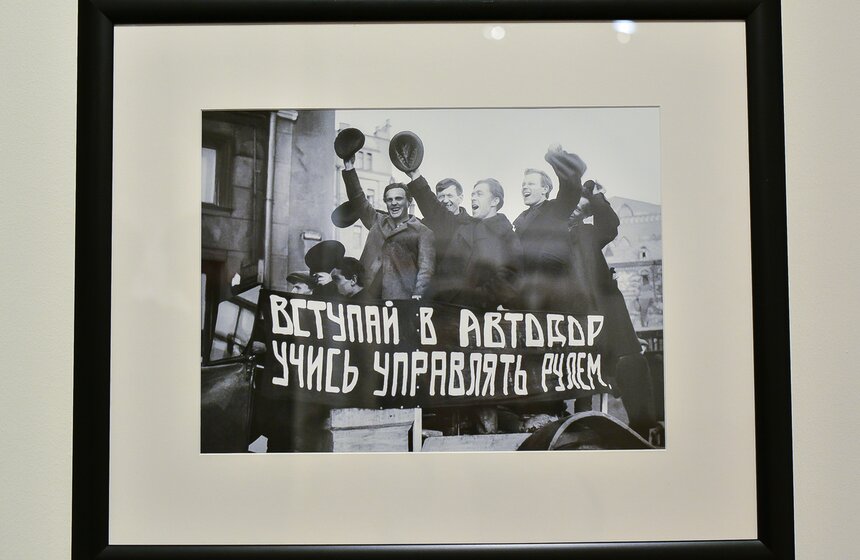 ВСТУПАЙ В АВТОДОР
УЧИСЬ УПРАВЛЯТЬ РУЛЕМ.